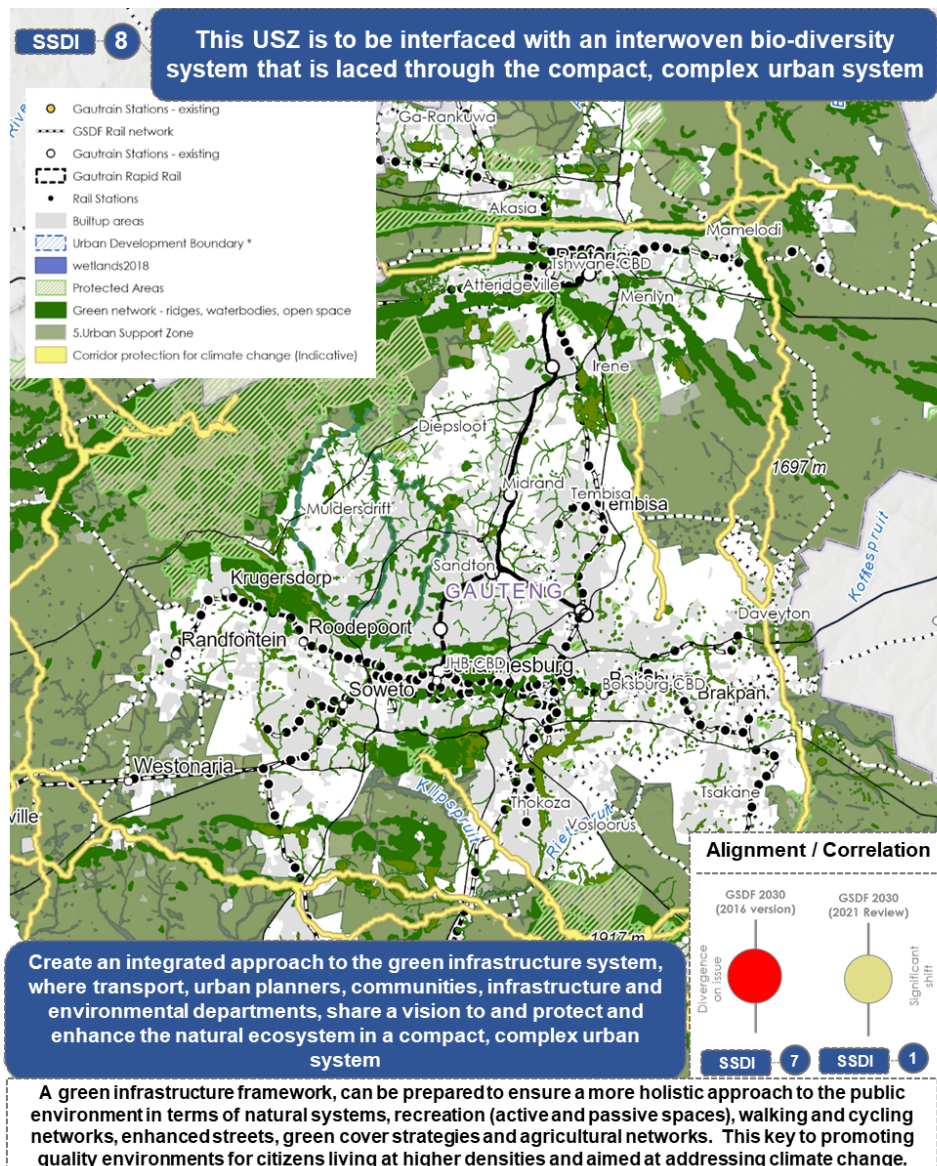 SSDI 8
This USZ is to be interfaced with an interwoven bio-diversity
system that is laced through the compact, complex urban system
Gautrain Stations - existing
GSDF Rail network
Gautrain Stations - existing
Gautrain Rapid Rail
Rail Stations
Builtup areas
Urban Development Boundary *
wetlands2018
Protected Areas
Green network - ridges, waterbodies, open space
5.Urban Support Zone
Corridor protection for climate change (Indicative)
Ga-Rankuwa
Akasia
Mamelodi
Pretoria
Tshwane CBD
Atteridgeville
Menlyn
Irene
Diepsloot
1697 m
Midrand
Tembisa
Tembisa
Muldersdrift
Koffiespruit
Sandton
GAUTENG
Krugersdorp
Daveyton
Roodepoort
Randfontein
JHB CBD
Johannesburg
Boksburg
Boksburg CBD
Brakpan
Soweto
Westonaria
Klipspruit
Tsakane
ville
Thokoza
Rietspruit
Vosloorus
1917 m
Alignment / Correlation
GSDF 2030
(2016 version)
GSDF 2030
(2021 Review)
Divergence
on issue
Significant
shift
SSDI 7
SSDI 1
Create an integrated approach to the green infrastructure system,
where transport, urban planners, communities, infrastructure and
environmental departments, share a vision to and protect and
enhance the natural ecosystem in a compact, complex urban
system
A green infrastructure framework, can be prepared to ensure a more holistic approach to the public
environment in terms of natural systems, recreation (active and passive spaces), walking and cycling
networks, enhanced streets, green cover strategies and agricultural networks. This key to promoting
quality environments for citizens living at higher densities and aimed at addressing climate change.